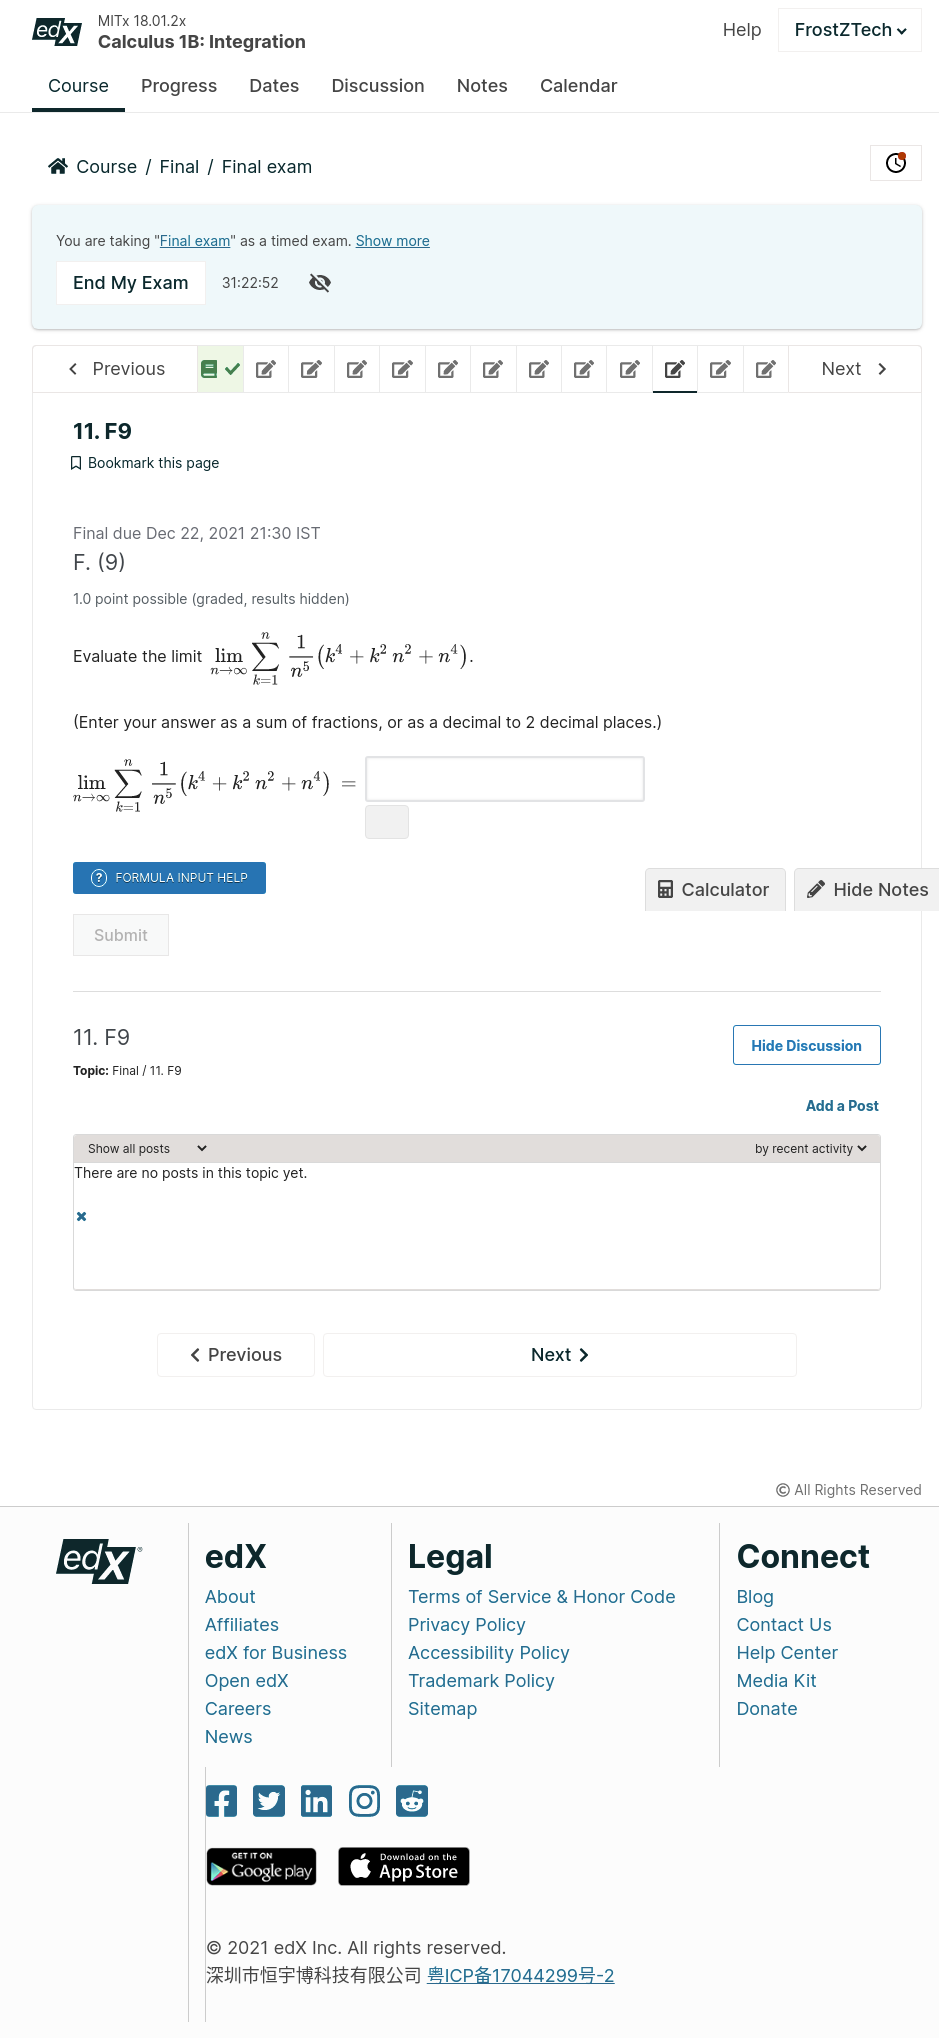 edX
MITx 18.01.2x
Calculus 1B: Integration
Help
FrostZTech
Course Progress Dates Discussion Notes Calendar
Course / Final / Final exam
You are taking "Final exam" as a timed exam. Show more
End My Exam 31:22:52
Previous Next
11. F9
Bookmark this page
Final due Dec 22, 2021 21:30 IST
F. (9)
1.0 point possible (graded, results hidden)
Evaluate the limit $\lim_{n\to\infty} \sum_{k=1}^{n} \frac{1}{n^5}(k^4 + k^2 n^2 + n^4)$.
(Enter your answer as a sum of fractions, or as a decimal to 2 decimal places.)
$\lim_{n\to\infty} \sum_{k=1}^{n} \frac{1}{n^5}(k^4 + k^2 n^2 + n^4) =$
? FORMULA INPUT HELP
Calculator Hide Notes
Submit
11. F9
Hide Discussion
Topic: Final / 11. F9
Add a Post
Show all posts by recent activity
There are no posts in this topic yet.
Previous Next
© All Rights Reserved
edX®
edX
About
Affiliates
edX for Business
Open edX
Careers
News
Legal
Terms of Service & Honor Code
Privacy Policy
Accessibility Policy
Trademark Policy
Sitemap
Connect
Blog
Contact Us
Help Center
Media Kit
Donate
GET IT ON
Google play
Download on the
App Store
© 2021 edX Inc. All rights reserved.
深圳市恒宇博科技有限公司 粤ICP备17044299号-2